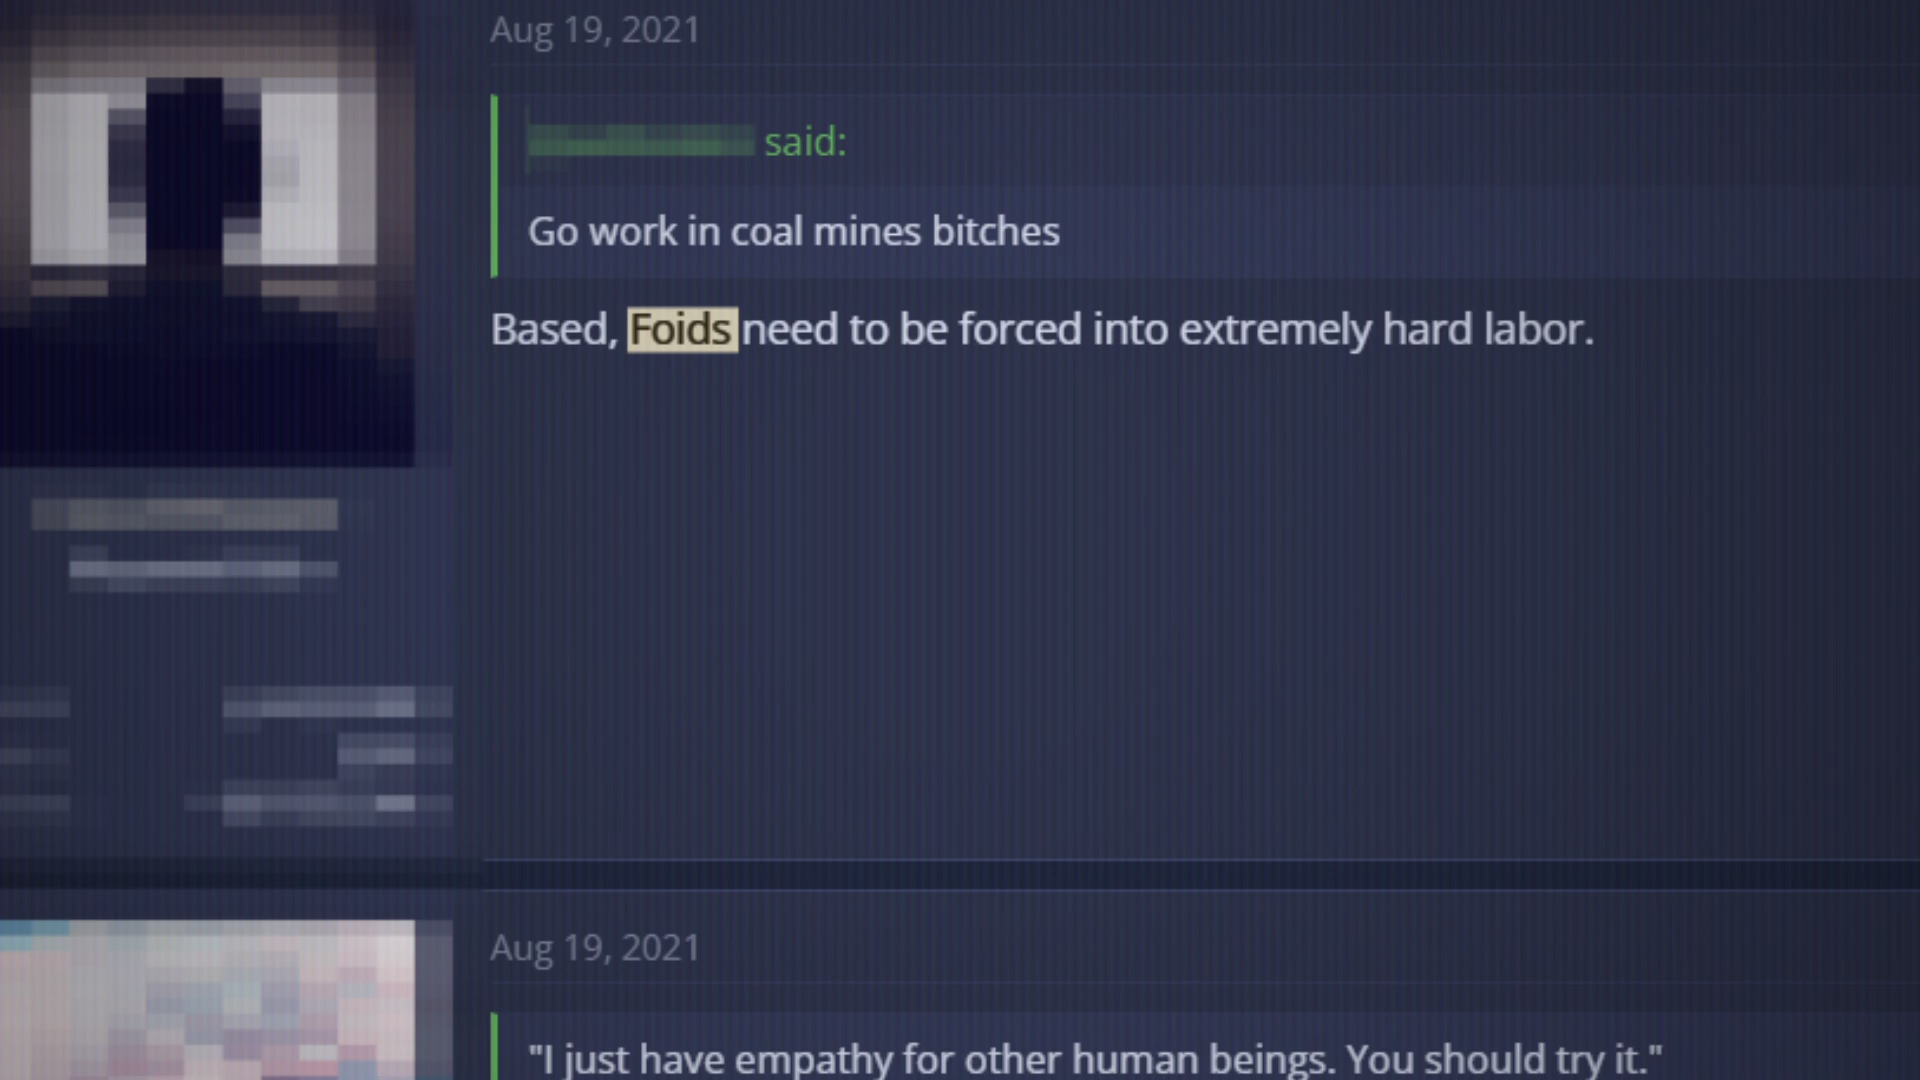 Aug 19, 2021
said:
Go work in coal mines bitches
Based, Foids need to be forced into extremely hard labor.
Aug 19, 2021
"I just have empathy for other human beings. You should try it."